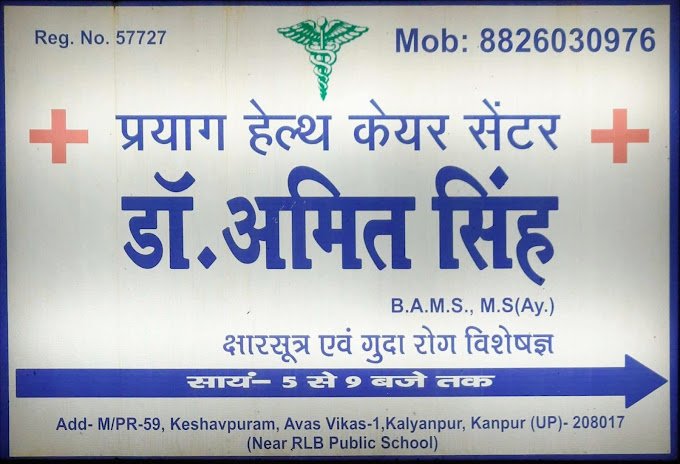 Reg. No. 57727
Mob: 8826030976
प्रयाग हेल्थ केयर सेंटर
डॉ. अमित सिंह
B.A.M.S., M.S(Ay.)
क्षारसूत्र एवं गुदा रोग विशेषज्ञ
सायं- 5 से 9 बजे तक
Add- M/PR-59, Keshavpuram, Avas Vikas-1,Kalyanpur, Kanpur (UP)- 208017
(Near RLB Public School)